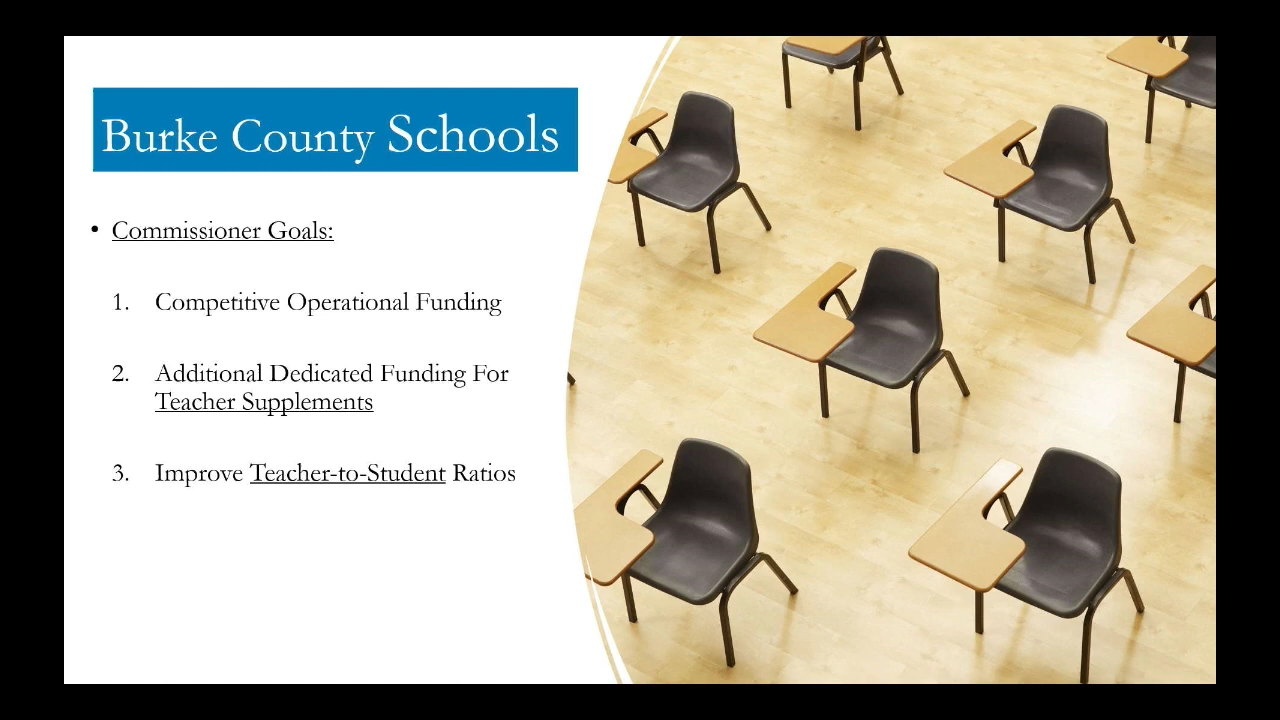 Burke County Schools
• Commissioner Goals:
1. Competitive Operational Funding
2. Additional Dedicated Funding For
Teacher Supplements
3. Improve Teacher-to-Student Ratios